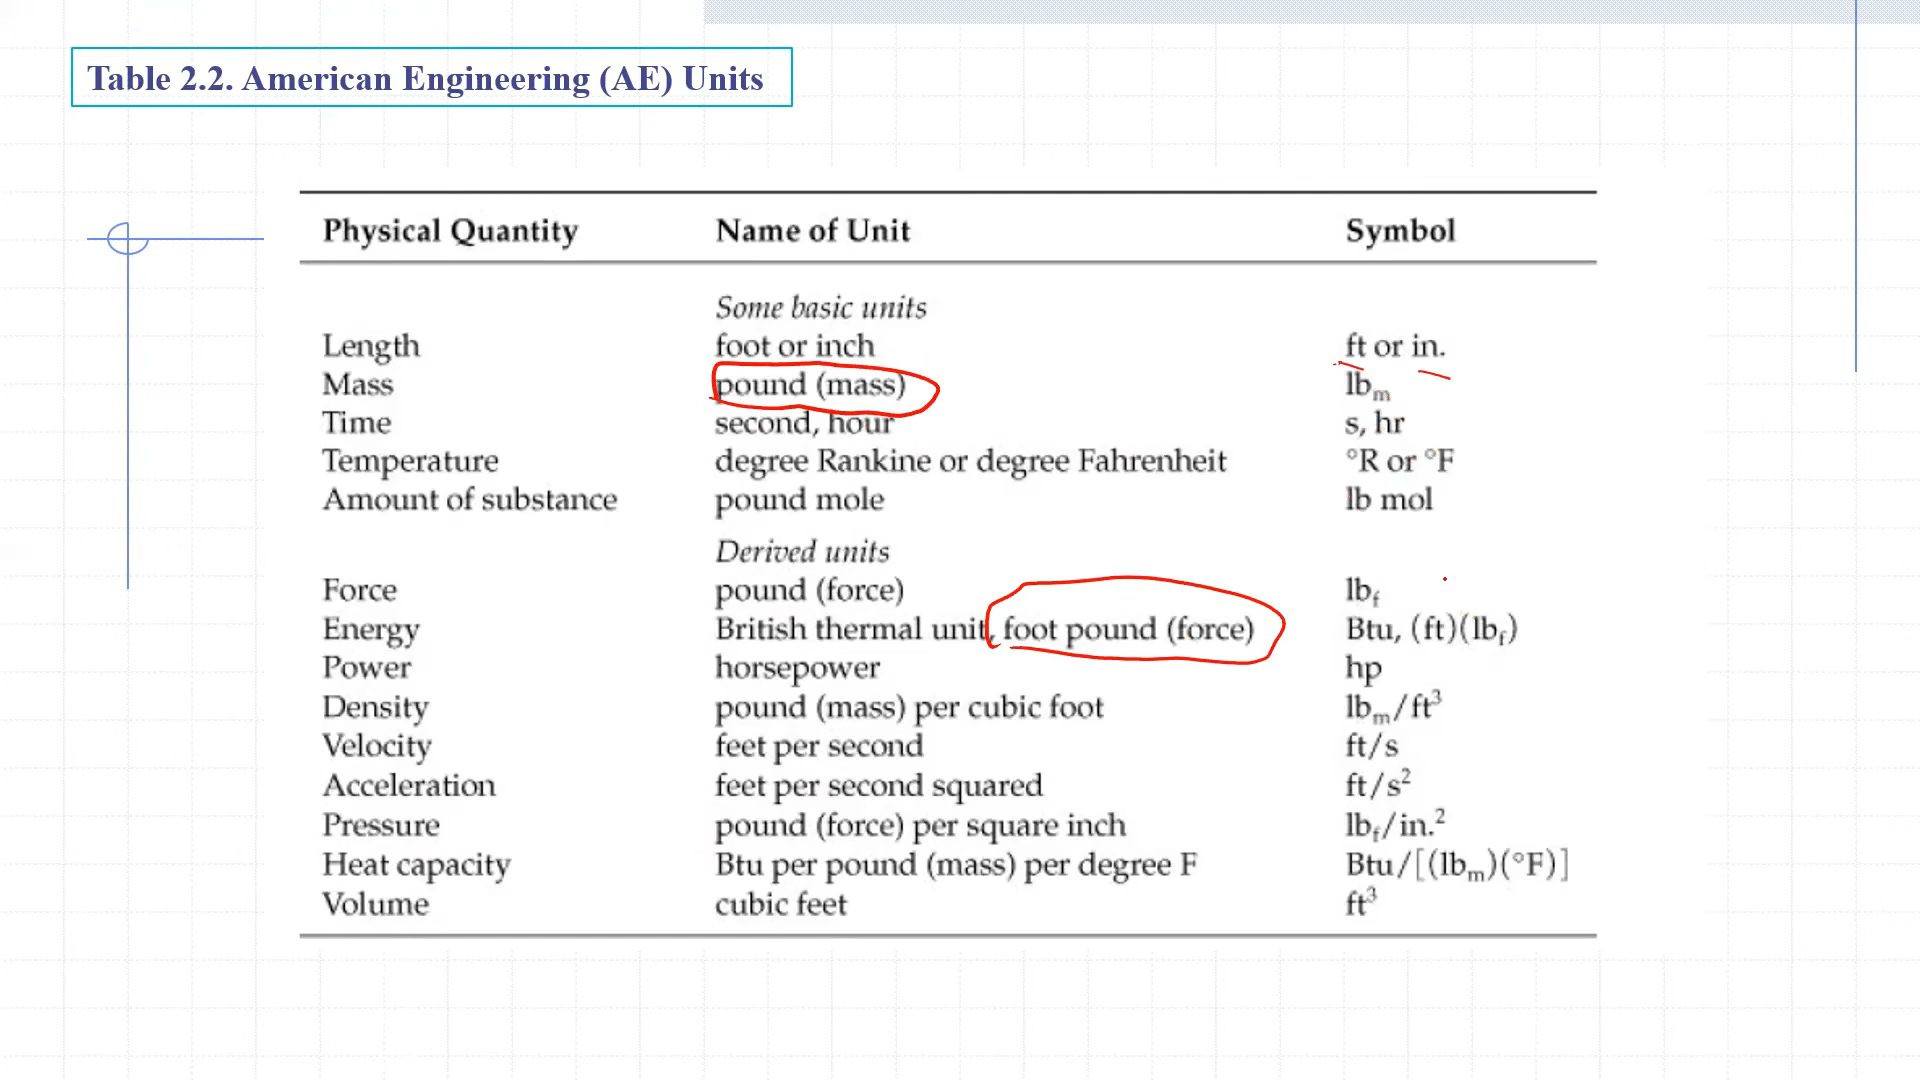 Table 2.2. American Engineering (AE) Units
Physical Quantity Name of Unit Symbol
Some basic units
Length foot or inch ft or in.
Mass pound (mass) lbₘ
Time second, hour s, hr
Temperature degree Rankine or degree Fahrenheit °R or °F
Amount of substance pound mole lb mol
Derived units
Force pound (force) lb_f
Energy British thermal unit, foot pound (force) Btu, (ft)(lb_f)
Power horsepower hp
Density pound (mass) per cubic foot lbₘ/ft³
Velocity feet per second ft/s
Acceleration feet per second squared ft/s²
Pressure pound (force) per square inch lb_f/in.²
Heat capacity Btu per pound (mass) per degree F Btu/[(lbₘ)(°F)]
Volume cubic feet ft³